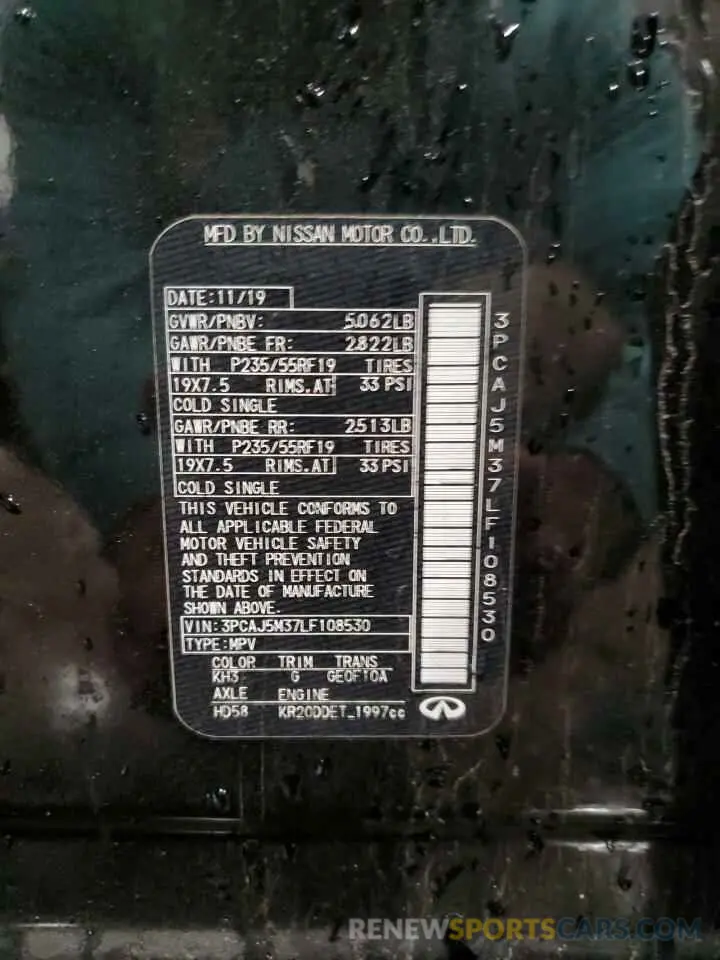 MFD BY NISSAN MOTOR CO.,LTD.
DATE:11/19
GVWR/PNBV: 5062LB
GAWR/PNBE FR: 2822LB
WITH P235/55RF19 TIRES
19X7.5 RIMS.AT 33 PSI
COLD SINGLE
GAWR/PNBE RR: 2513LB
WITH P235/55RF19 TIRES
19X7.5 RIMS.AT 33 PSI
COLD SINGLE
THIS VEHICLE CONFORMS TO
ALL APPLICABLE FEDERAL
MOTOR VEHICLE SAFETY
AND THEFT PREVENTION
STANDARDS IN EFFECT ON
THE DATE OF MANUFACTURE
SHOWN ABOVE.
VIN:3PCAJ5M37LF108530
TYPE:MPV
COLOR TRIM TRANS
KH3 G GE0F10A
AXLE ENGINE
HD58 KR20DDET_1997cc
3PCAJ5M37LF108530
RENEWSPORTSCARS.COM